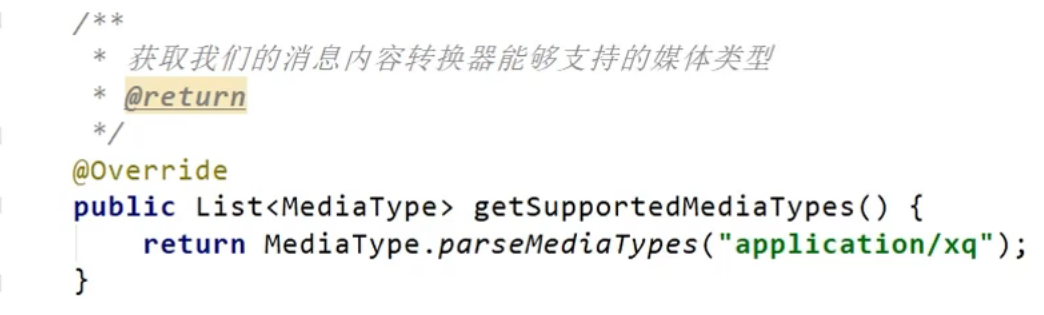 /**
 * 获取我们的消息内容转换器能够支持的媒体类型
 * @return
 */
@Override
public List<MediaType> getSupportedMediaTypes() {
    return MediaType.parseMediaTypes("application/xq");
}